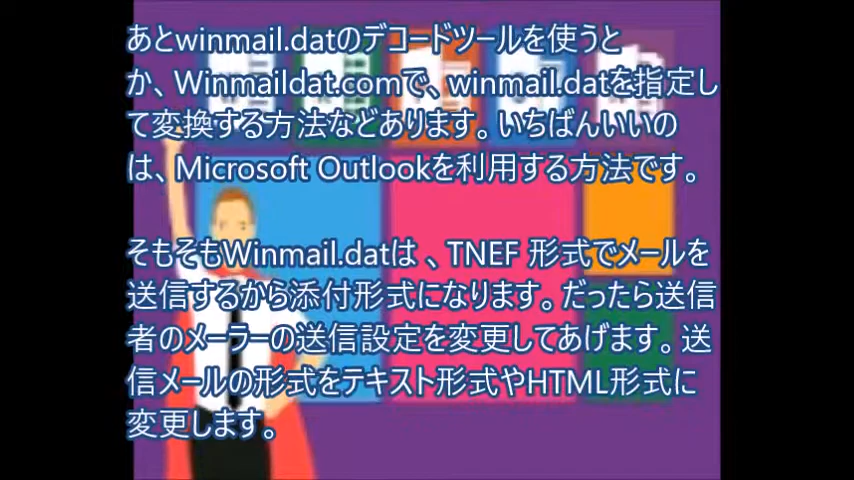 あとwinmail.datのデコードツールを使うと
か、Winmaildat.comで、winmail.datを指定し
て変換する方法などあります。いちばんいいの
は、Microsoft Outlookを利用する方法です。
そもそもWinmail.datは 、TNEF 形式でメールを
送信するから添付形式になります。だったら送信
者のメーラーの送信設定を変更してあげます。送
信メールの形式をテキスト形式やHTML形式に
変更します。